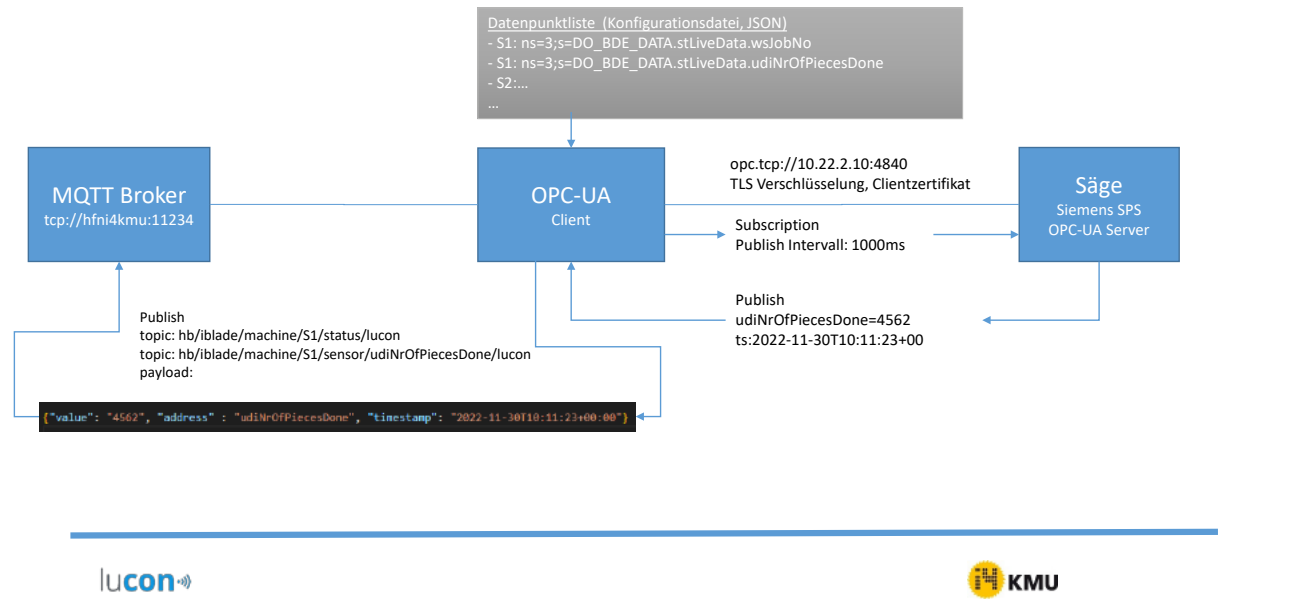 Datenpunktliste (Konfigurationsdatei, JSON)
- S1: ns=3;s=DO_BDE_DATA.stLiveData.wsJobNo
- S1: ns=3;s=DO_BDE_DATA.stLiveData.udiNrOfPiecesDone
- S2:...
...
MQTT Broker
tcp://hfni4kmu:11234
OPC-UA
Client
opc.tcp://10.22.2.10:4840
TLS Verschlüsselung, Clientzertifikat
Säge
Siemens SPS
OPC-UA Server
Subscription
Publish Intervall: 1000ms
Publish
udiNrOfPiecesDone=4562
ts:2022-11-30T10:11:23+00
Publish
topic: hb/iblade/machine/S1/status/lucon
topic: hb/iblade/machine/S1/sensor/udiNrOfPiecesDone/lucon
payload:
{"value": "4562", "address" : "udiNrOfPiecesDone", "timestamp": "2022-11-30T10:11:23+00:00"}
lucon
i4 KMU